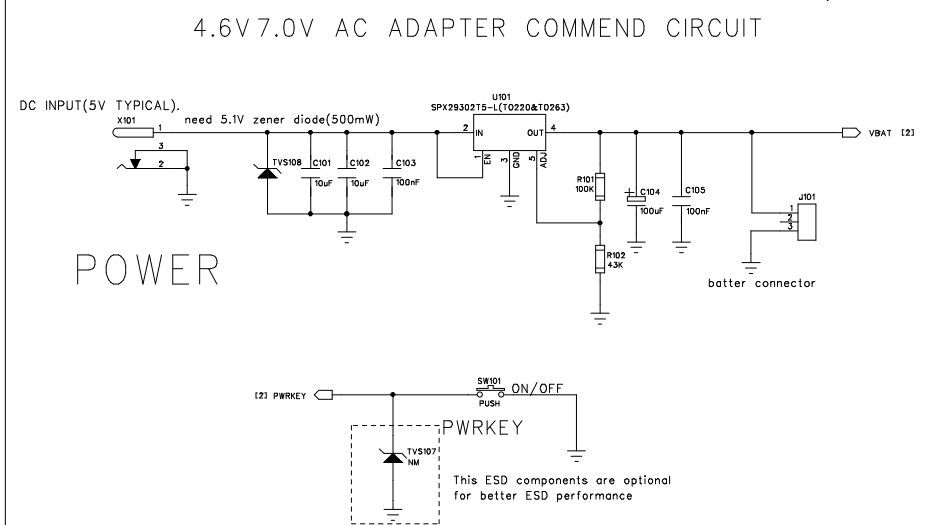 4.6V 7.0V AC ADAPTER COMMEND CIRCUIT
DC INPUT(5V TYPICAL).
X101
1
3
2
need 5.1V zener diode(500mW)
TVS108
C101
10uF
C102
10uF
C103
100nF
U101
SPX29302T5-L(TO220&TO263)
2
IN
OUT
4
1
EN
3
GND
5
ADJ
R101
100K
R102
43K
C104
100uF
C105
100nF
VBAT [2]
J101
1
2
3
batter connector
POWER
[2] PWRKEY
SW101
PUSH
ON/OFF
PWRKEY
TVS107
NM
This ESD components are optional
for better ESD performance